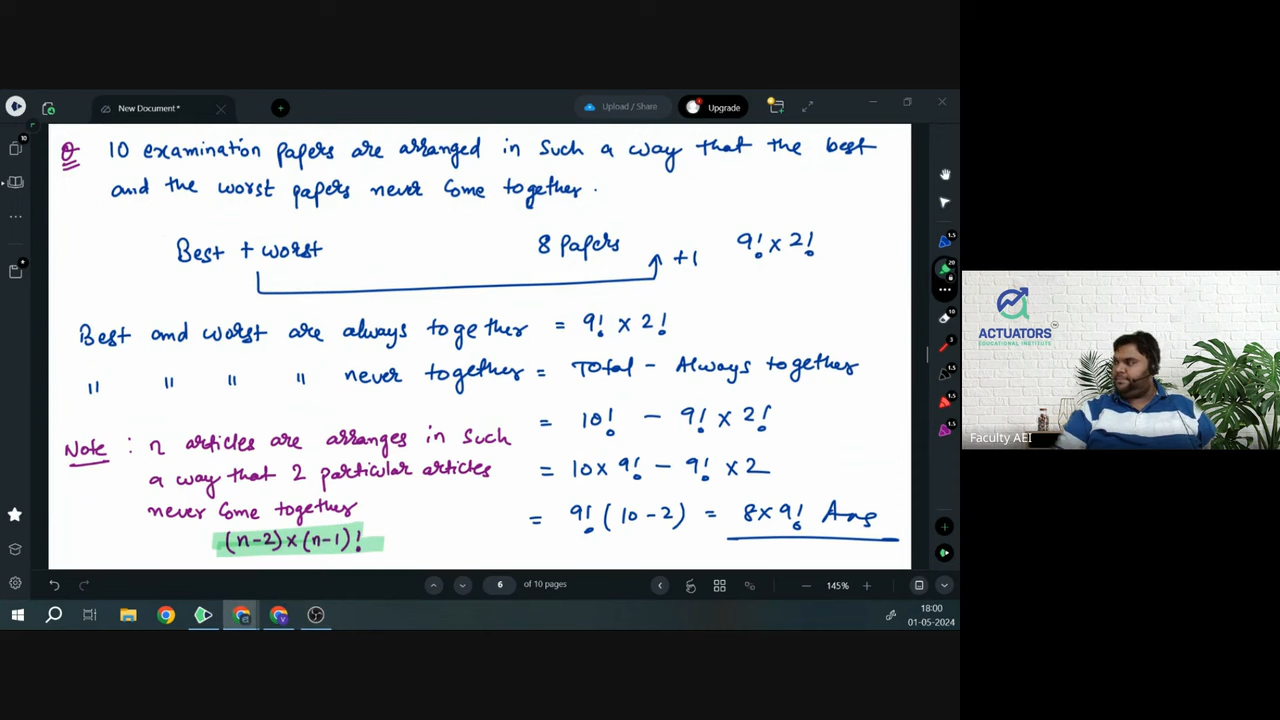 New Document*
Upload / Share
Upgrade
Q 10 examination papers are arranged in such a way that the best
and the worst papers never come together.
Best + worst 8 papers +1 9! x 2!
Best and worst are always together = 9! x 2!
" " " " never together = Total - Always together
= 10! - 9! x 2!
= 10 x 9! - 9! x 2
= 9! (10-2) = 8 x 9! Ans
Note : n articles are arranges in such
a way that 2 particular articles
never come together
(n-2) x (n-1)!
6 of 10 pages
145%
18:00
01-05-2024
ACTUATORS
EDUCATIONAL INSTITUTE
Faculty AEI